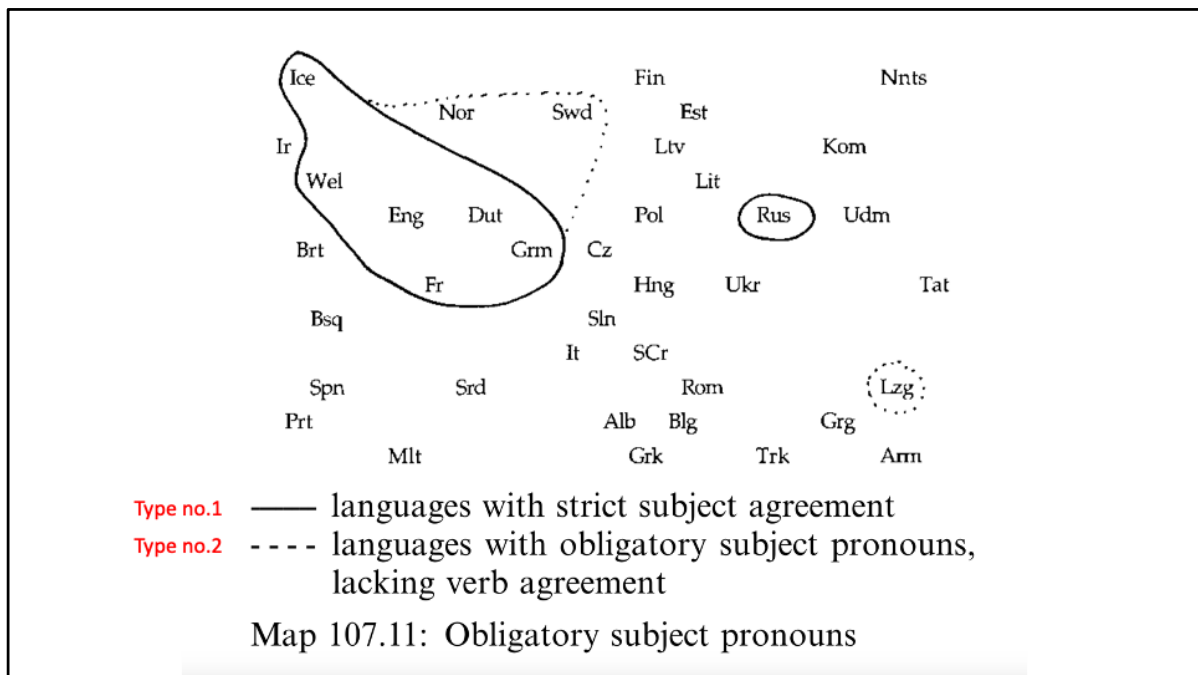 Ice Fin Nnts
Nor Swd Est
Ir Ltv Kom
Wel Lit
Eng Dut Pol Rus Udm
Brt Grm Cz
Fr Hng Ukr Tat
Bsq Sln
It SCr
Spn Srd Rom Lzg
Prt Alb Blg Grg
Mlt Grk Trk Arm
Type no.1 languages with strict subject agreement
Type no.2 languages with obligatory subject pronouns,
lacking verb agreement
Map 107.11: Obligatory subject pronouns